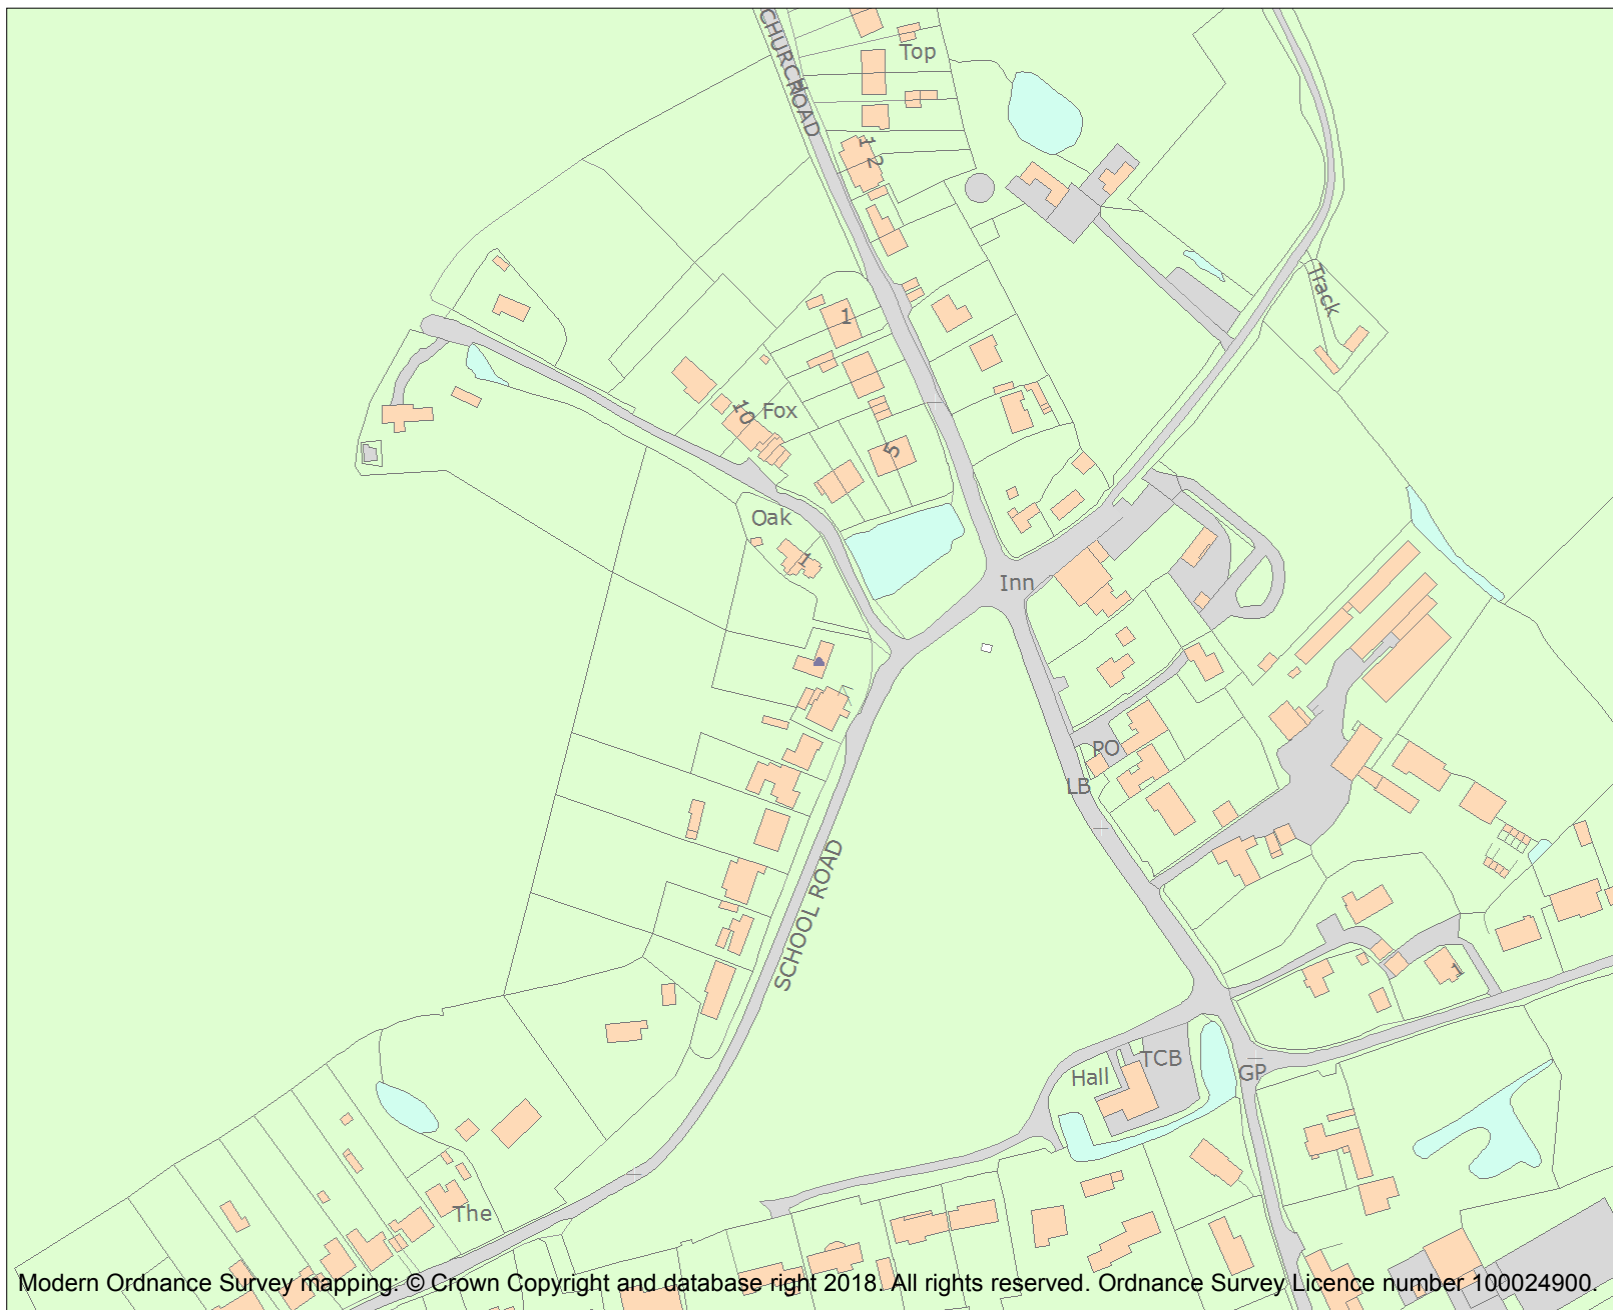 CHURCH ROAD
Top
1
2
Track
1
10
Fox
5
Oak
1
Inn
PO
LB
SCHOOL ROAD
1
TCB
Hall
GP
The
Modern Ordnance Survey mapping: © Crown Copyright and database right 2018. All rights reserved. Ordnance Survey Licence number 100024900.